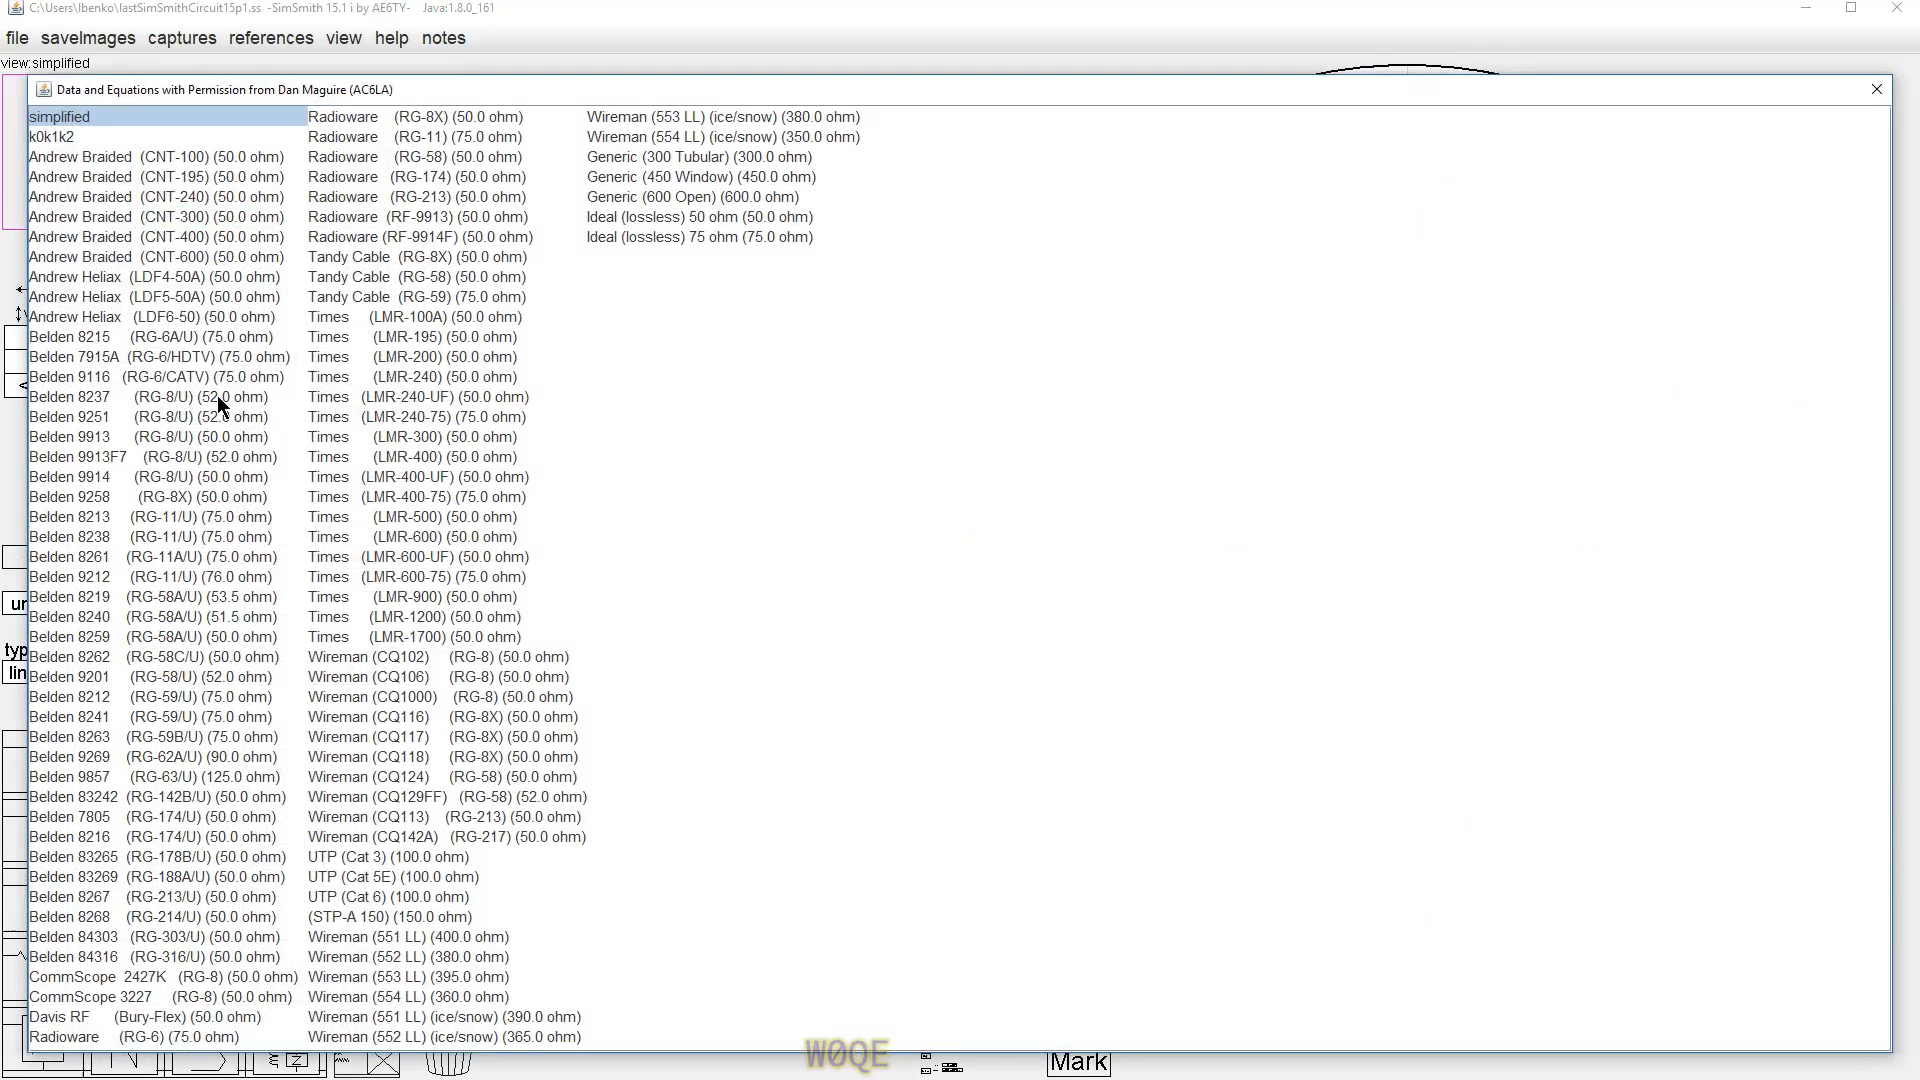 C:\Users\lbenko\lastSimSmithCircuit15p1.ss -SimSmith 15.1 i by AE6TY- Java:1.8.0_161
file saveImages captures references view help notes
view:simplified
Data and Equations with Permission from Dan Maguire (AC6LA)
simplified
k0k1k2
Andrew Braided (CNT-100) (50.0 ohm)
Andrew Braided (CNT-195) (50.0 ohm)
Andrew Braided (CNT-240) (50.0 ohm)
Andrew Braided (CNT-300) (50.0 ohm)
Andrew Braided (CNT-400) (50.0 ohm)
Andrew Braided (CNT-600) (50.0 ohm)
Andrew Heliax (LDF4-50A) (50.0 ohm)
Andrew Heliax (LDF5-50A) (50.0 ohm)
Andrew Heliax (LDF6-50) (50.0 ohm)
Belden 8215 (RG-6A/U) (75.0 ohm)
Belden 7915A (RG-6/HDTV) (75.0 ohm)
Belden 9116 (RG-6/CATV) (75.0 ohm)
Belden 8237 (RG-8/U) (52.0 ohm)
Belden 9251 (RG-8/U) (52.0 ohm)
Belden 9913 (RG-8/U) (50.0 ohm)
Belden 9913F7 (RG-8/U) (52.0 ohm)
Belden 9914 (RG-8/U) (50.0 ohm)
Belden 9258 (RG-8X) (50.0 ohm)
Belden 8213 (RG-11/U) (75.0 ohm)
Belden 8238 (RG-11/U) (75.0 ohm)
Belden 8261 (RG-11A/U) (75.0 ohm)
Belden 9212 (RG-11/U) (76.0 ohm)
Belden 8219 (RG-58A/U) (53.5 ohm)
Belden 8240 (RG-58A/U) (51.5 ohm)
Belden 8259 (RG-58A/U) (50.0 ohm)
Belden 8262 (RG-58C/U) (50.0 ohm)
Belden 9201 (RG-58/U) (52.0 ohm)
Belden 8212 (RG-59/U) (75.0 ohm)
Belden 8241 (RG-59/U) (75.0 ohm)
Belden 8263 (RG-59B/U) (75.0 ohm)
Belden 9269 (RG-62A/U) (90.0 ohm)
Belden 9857 (RG-63/U) (125.0 ohm)
Belden 83242 (RG-142B/U) (50.0 ohm)
Belden 7805 (RG-174/U) (50.0 ohm)
Belden 8216 (RG-174/U) (50.0 ohm)
Belden 83265 (RG-178B/U) (50.0 ohm)
Belden 83269 (RG-188A/U) (50.0 ohm)
Belden 8267 (RG-213/U) (50.0 ohm)
Belden 8268 (RG-214/U) (50.0 ohm)
Belden 84303 (RG-303/U) (50.0 ohm)
Belden 84316 (RG-316/U) (50.0 ohm)
CommScope 2427K (RG-8) (50.0 ohm)
CommScope 3227 (RG-8) (50.0 ohm)
Davis RF (Bury-Flex) (50.0 ohm)
Radioware (RG-6) (75.0 ohm)
Radioware (RG-8X) (50.0 ohm)
Radioware (RG-11) (75.0 ohm)
Radioware (RG-58) (50.0 ohm)
Radioware (RG-174) (50.0 ohm)
Radioware (RG-213) (50.0 ohm)
Radioware (RF-9913) (50.0 ohm)
Radioware (RF-9914F) (50.0 ohm)
Tandy Cable (RG-8X) (50.0 ohm)
Tandy Cable (RG-58) (50.0 ohm)
Tandy Cable (RG-59) (75.0 ohm)
Times (LMR-100A) (50.0 ohm)
Times (LMR-195) (50.0 ohm)
Times (LMR-200) (50.0 ohm)
Times (LMR-240) (50.0 ohm)
Times (LMR-240-UF) (50.0 ohm)
Times (LMR-240-75) (75.0 ohm)
Times (LMR-300) (50.0 ohm)
Times (LMR-400) (50.0 ohm)
Times (LMR-400-UF) (50.0 ohm)
Times (LMR-400-75) (75.0 ohm)
Times (LMR-500) (50.0 ohm)
Times (LMR-600) (50.0 ohm)
Times (LMR-600-UF) (50.0 ohm)
Times (LMR-600-75) (75.0 ohm)
Times (LMR-900) (50.0 ohm)
Times (LMR-1200) (50.0 ohm)
Times (LMR-1700) (50.0 ohm)
Wireman (CQ102) (RG-8) (50.0 ohm)
Wireman (CQ106) (RG-8) (50.0 ohm)
Wireman (CQ1000) (RG-8) (50.0 ohm)
Wireman (CQ116) (RG-8X) (50.0 ohm)
Wireman (CQ117) (RG-8X) (50.0 ohm)
Wireman (CQ118) (RG-8X) (50.0 ohm)
Wireman (CQ124) (RG-58) (50.0 ohm)
Wireman (CQ129FF) (RG-58) (52.0 ohm)
Wireman (CQ113) (RG-213) (50.0 ohm)
Wireman (CQ142A) (RG-217) (50.0 ohm)
UTP (Cat 3) (100.0 ohm)
UTP (Cat 5E) (100.0 ohm)
UTP (Cat 6) (100.0 ohm)
(STP-A 150) (150.0 ohm)
Wireman (551 LL) (400.0 ohm)
Wireman (552 LL) (380.0 ohm)
Wireman (553 LL) (395.0 ohm)
Wireman (554 LL) (360.0 ohm)
Wireman (551 LL) (ice/snow) (390.0 ohm)
Wireman (552 LL) (ice/snow) (365.0 ohm)
Wireman (553 LL) (ice/snow) (380.0 ohm)
Wireman (554 LL) (ice/snow) (350.0 ohm)
Generic (300 Tubular) (300.0 ohm)
Generic (450 Window) (450.0 ohm)
Generic (600 Open) (600.0 ohm)
Ideal (lossless) 50 ohm (50.0 ohm)
Ideal (lossless) 75 ohm (75.0 ohm)
W0QE
Mark